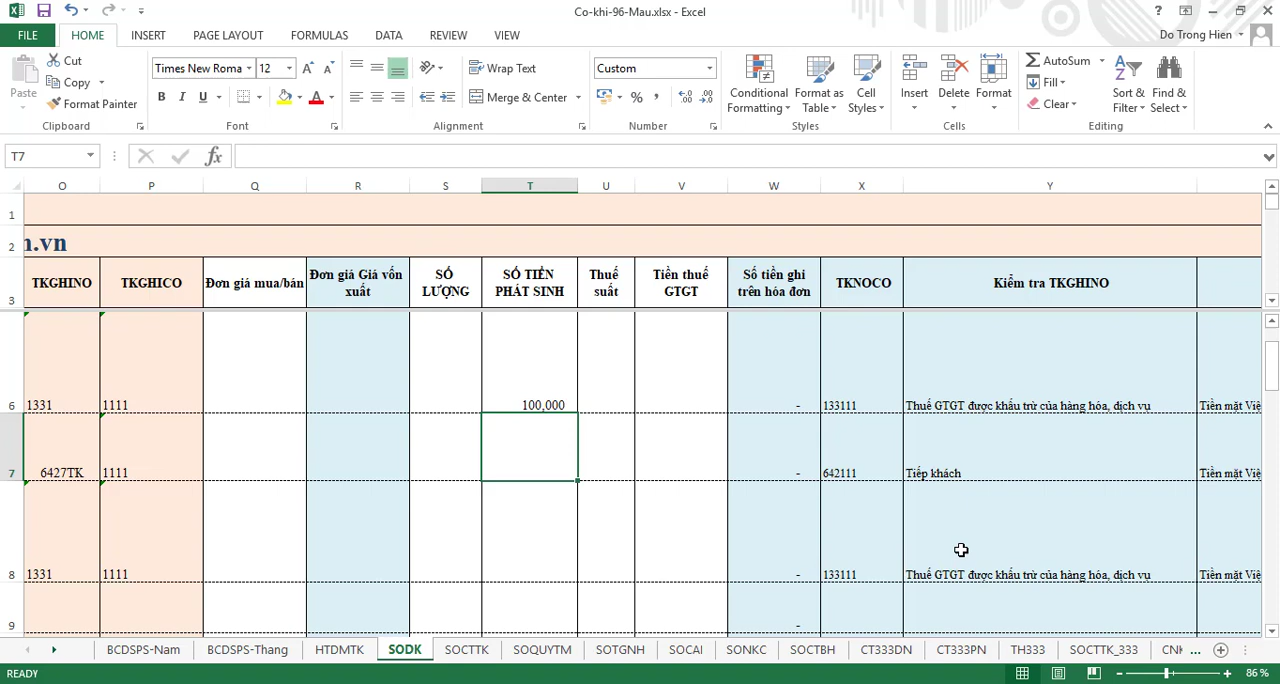 Co-khi-96-Mau.xlsx - Excel
FILE HOME INSERT PAGE LAYOUT FORMULAS DATA REVIEW VIEW Do Trong Hien
Paste
Cut
Copy
Format Painter
Clipboard
Times New Roma 12
B I U
Font
Wrap Text
Merge & Center
Alignment
Custom
%
Number
Conditional Formatting
Format as Table
Cell Styles
Styles
Insert Delete Format
Cells
AutoSum
Fill
Clear
Sort & Filter
Find & Select
Editing
T7
fx
O P Q R S T U V W X Y
1
2 n.vn
3 TKGHINO TKGHICO Đơn giá mua/bán Đơn giá Giá vốn xuất SỐ LƯỢNG SỐ TIỀN PHÁT SINH Thuế suất Tiền thuế GTGT Số tiền ghi trên hóa đơn TKNOCO Kiểm tra TKGHINO
6 1331 1111 100,000 - 133111 Thuế GTGT được khấu trừ của hàng hóa, dịch vụ Tiền mặt Việ
7 6427TK 1111 - 642111 Tiếp khách Tiền mặt Việ
8 1331 1111 - 133111 Thuế GTGT được khấu trừ của hàng hóa, dịch vụ Tiền mặt Việ
9 -
BCDSPS-Nam BCDSPS-Thang HTDMTK SODK SOCTTK SOQUYTM SOTGNH SOCAI SONKC SOCTBH CT333DN CT333PN TH333 SOCTTK_333 CNK ...
READY 86 %